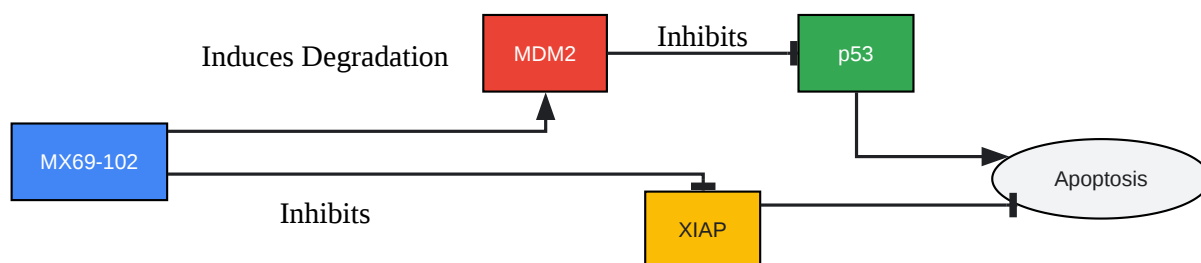 Induces Degradation
MDM2
Inhibits
p53
MX69-102
Inhibits
XIAP
Apoptosis